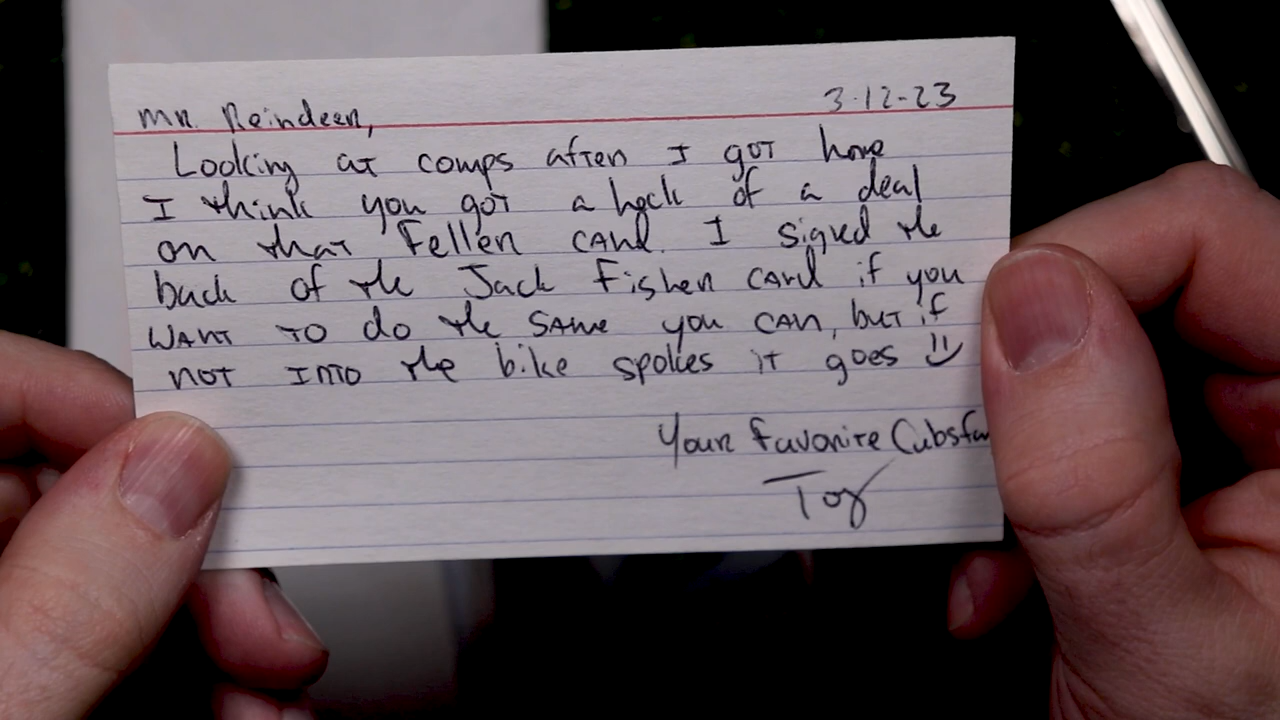 Mr. Reindeer,
3-12-23
Looking at comps after I got home
I think you got a heck of a deal
on that Feller card. I signed the
back of the Jack Fisher card if you
want to do the same you can, but if
not into the bike spokes it goes
Your Favorite Cubsfan